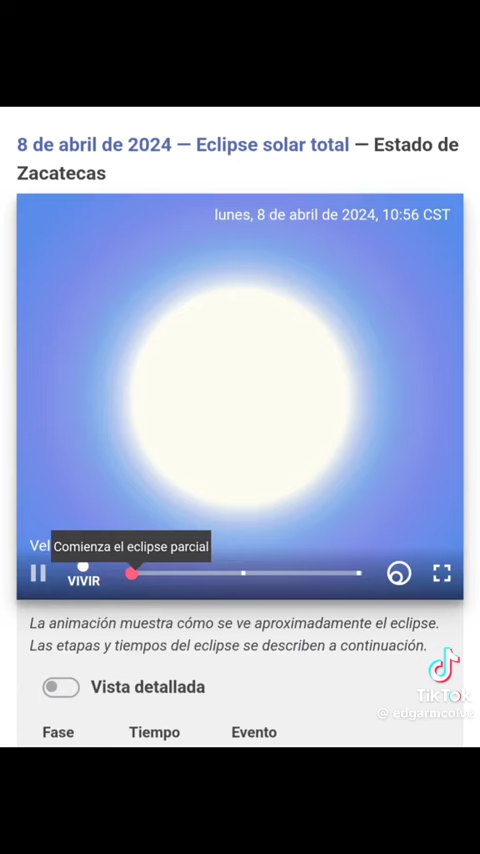 8 de abril de 2024 — Eclipse solar total — Estado de
Zacatecas
lunes, 8 de abril de 2024, 10:56 CST
Vel
Comienza el eclipse parcial
VIVIR
La animación muestra cómo se ve aproximadamente el eclipse.
Las etapas y tiempos del eclipse se describen a continuación.
Vista detallada
TikTok
@edgarmcolve
Fase Tiempo Evento